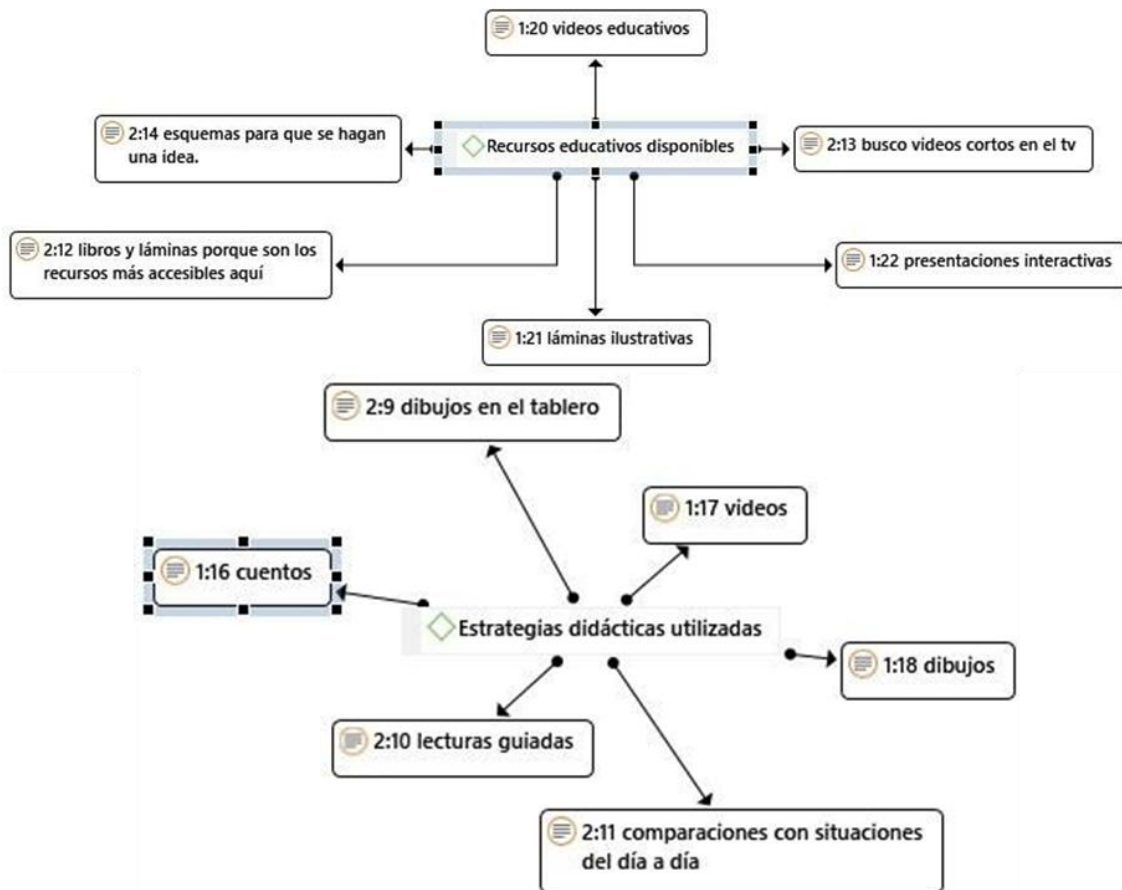 1:20 videos educativos
2:14 esquemas para que se hagan
una idea.
Recursos educativos disponibles
2:13 busco videos cortos en el tv
2:12 libros y láminas porque son los
recursos más accesibles aquí
1:22 presentaciones interactivas
1:21 láminas ilustrativas
2:9 dibujos en el tablero
1:17 videos
1:16 cuentos
Estrategias didácticas utilizadas
1:18 dibujos
2:10 lecturas guiadas
2:11 comparaciones con situaciones
del día a día